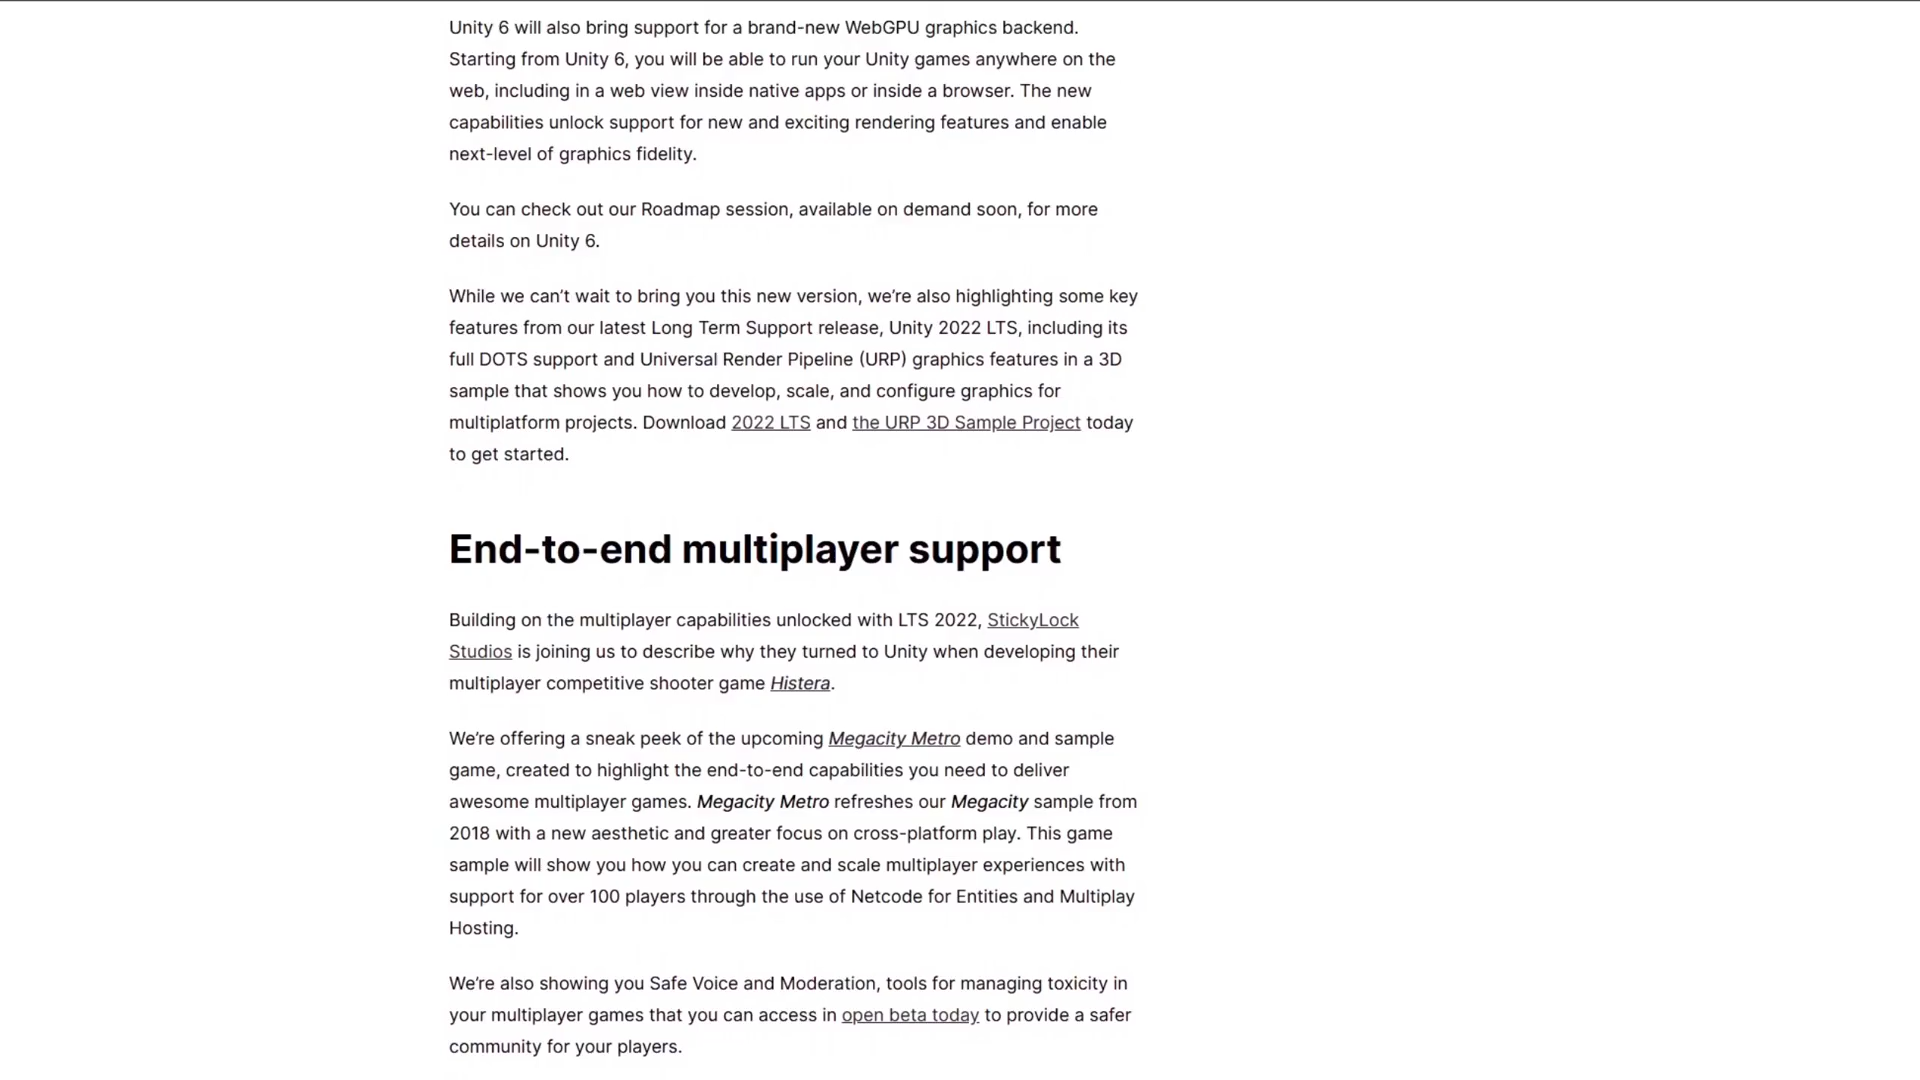 Unity 6 will also bring support for a brand-new WebGPU graphics backend.
Starting from Unity 6, you will be able to run your Unity games anywhere on the
web, including in a web view inside native apps or inside a browser. The new
capabilities unlock support for new and exciting rendering features and enable
next-level of graphics fidelity.
You can check out our Roadmap session, available on demand soon, for more
details on Unity 6.
While we can’t wait to bring you this new version, we’re also highlighting some key
features from our latest Long Term Support release, Unity 2022 LTS, including its
full DOTS support and Universal Render Pipeline (URP) graphics features in a 3D
sample that shows you how to develop, scale, and configure graphics for
multiplatform projects. Download 2022 LTS and the URP 3D Sample Project today
to get started.
End-to-end multiplayer support
Building on the multiplayer capabilities unlocked with LTS 2022, StickyLock
Studios is joining us to describe why they turned to Unity when developing their
multiplayer competitive shooter game Histera.
We’re offering a sneak peek of the upcoming Megacity Metro demo and sample
game, created to highlight the end-to-end capabilities you need to deliver
awesome multiplayer games. Megacity Metro refreshes our Megacity sample from
2018 with a new aesthetic and greater focus on cross-platform play. This game
sample will show you how you can create and scale multiplayer experiences with
support for over 100 players through the use of Netcode for Entities and Multiplay
Hosting.
We’re also showing you Safe Voice and Moderation, tools for managing toxicity in
your multiplayer games that you can access in open beta today to provide a safer
community for your players.